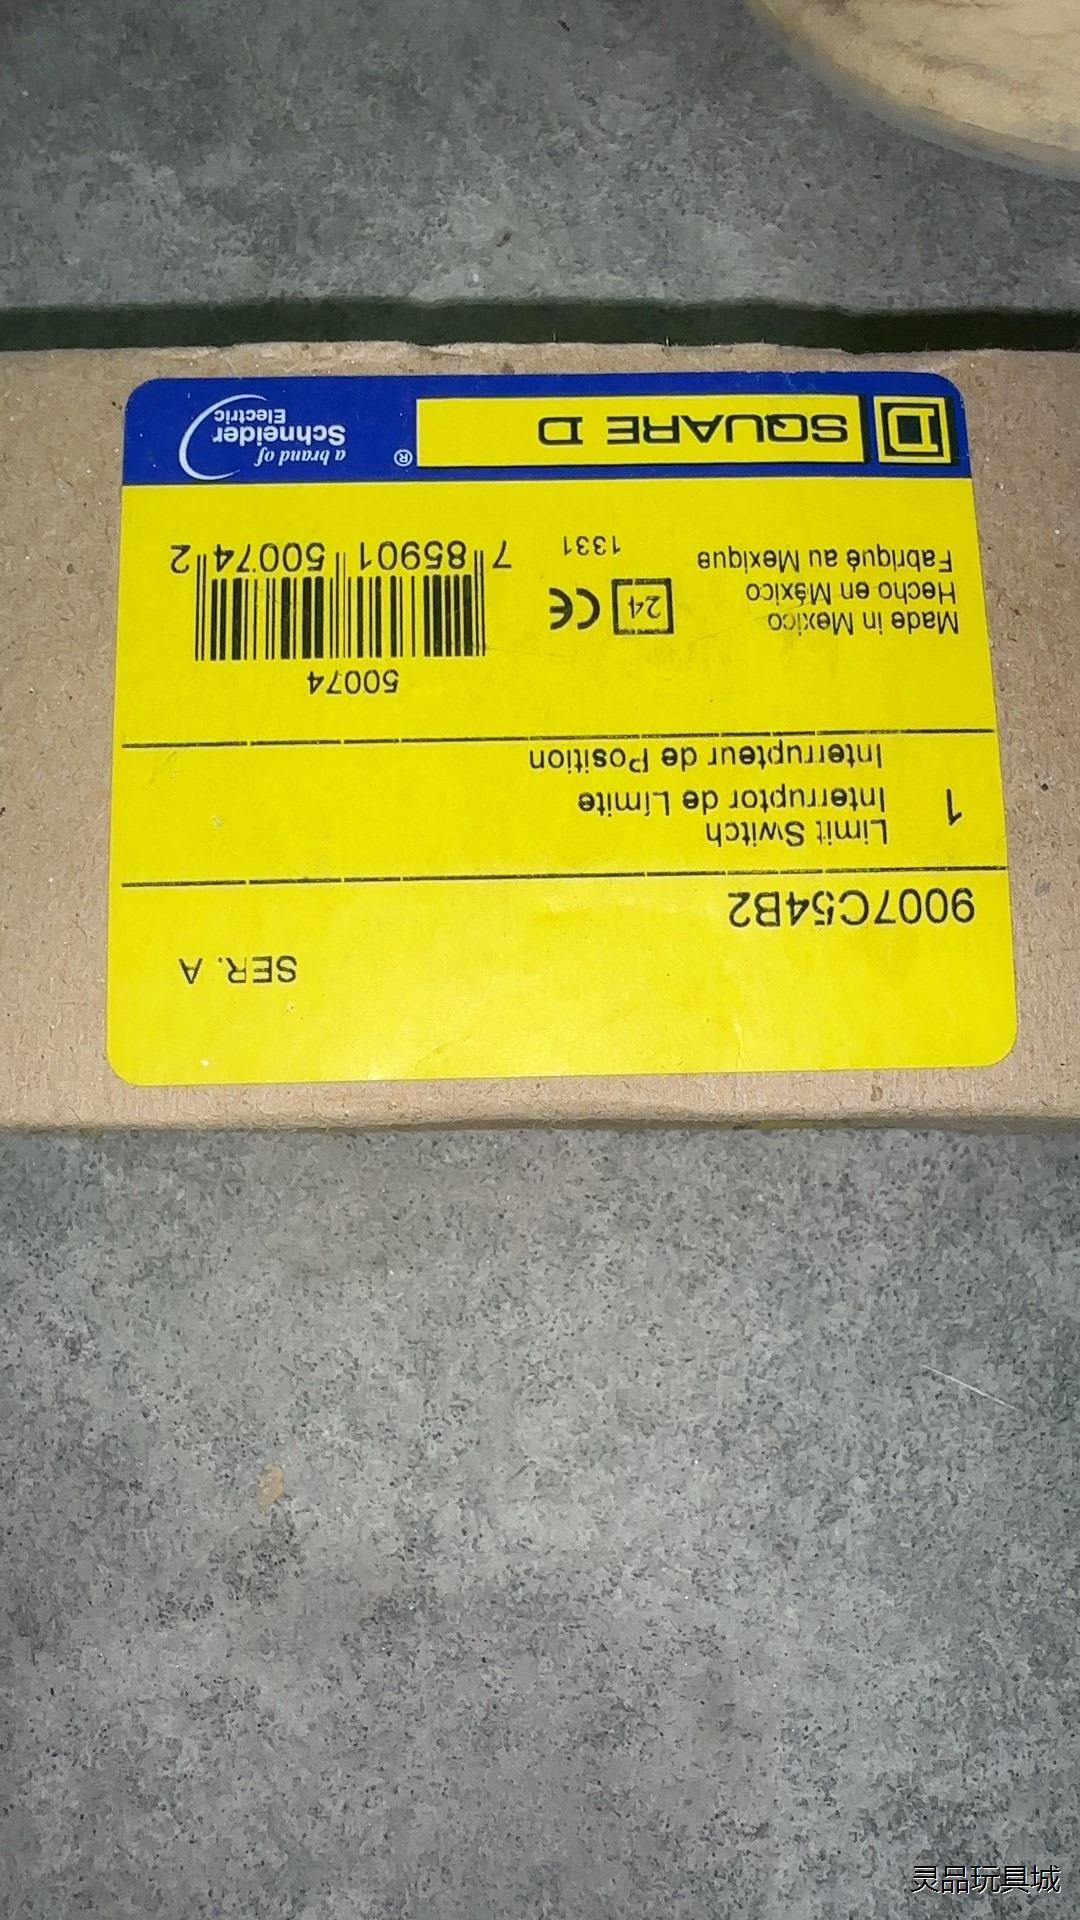 SER. A
9007C54B2
1
Limit Switch
Interruptor de Límite
Interrupteur de Position
50074
7 85901 50074 2
Made in Mexico
Hecho en México
Fabriqué au Mexique
24
CE
1331
D
SQUARE D
®
a brand of
Schneider
Electric
灵品玩具城